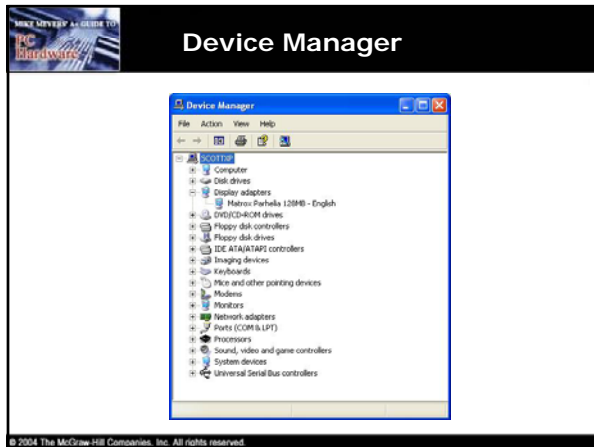 MIKE MEYERS' A+ GUIDE TO
PC
Hardware
Device Manager
Device Manager
File Action View Help
SCOTTXP
Computer
Disk drives
Display adapters
Matrox Parhelia 128MB - English
DVD/CD-ROM drives
Floppy disk controllers
Floppy disk drives
IDE ATA/ATAPI controllers
Imaging devices
Keyboards
Mice and other pointing devices
Modems
Monitors
Network adapters
Ports (COM & LPT)
Processors
Sound, video and game controllers
System devices
Universal Serial Bus controllers
© 2004 The McGraw-Hill Companies, Inc. All rights reserved.